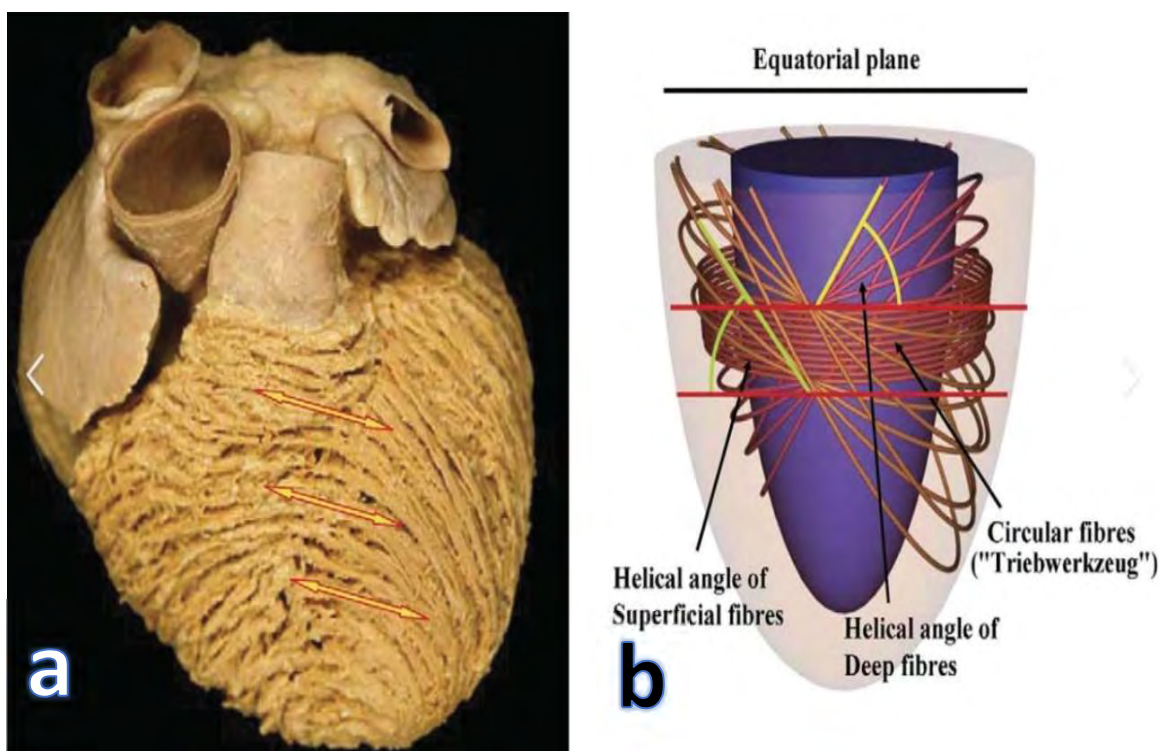 Equatorial plane
Circular fibres
("Triebwerkzeug")
Helical angle of
Superficial fibres
Helical angle of
Deep fibres
a
b